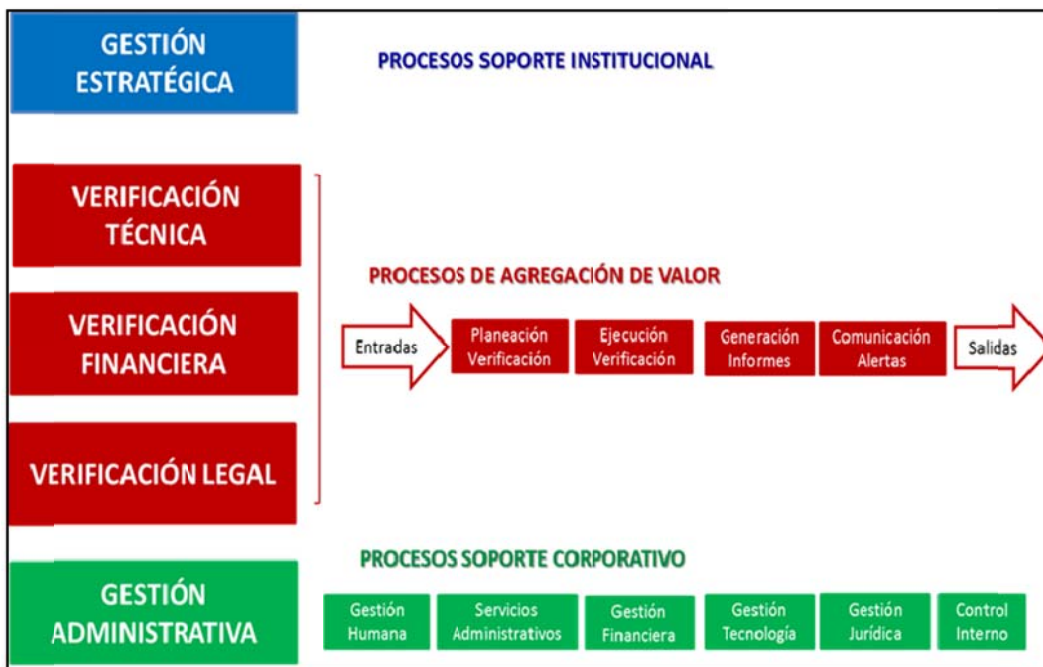 GESTIÓN
ESTRATÉGICA
PROCESOS SOPORTE INSTITUCIONAL
VERIFICACIÓN
TÉCNICA
PROCESOS DE AGREGACIÓN DE VALOR
VERIFICACIÓN
FINANCIERA
Entradas
Planeación
Verificación
Ejecución
Verificación
Generación
Informes
Comunicación
Alertas
Salidas
VERIFICACIÓN LEGAL
PROCESOS SOPORTE CORPORATIVO
GESTIÓN
ADMINISTRATIVA
Gestión
Humana
Servicios
Administrativos
Gestión
Financiera
Gestión
Tecnología
Gestión
Jurídica
Control
Interno